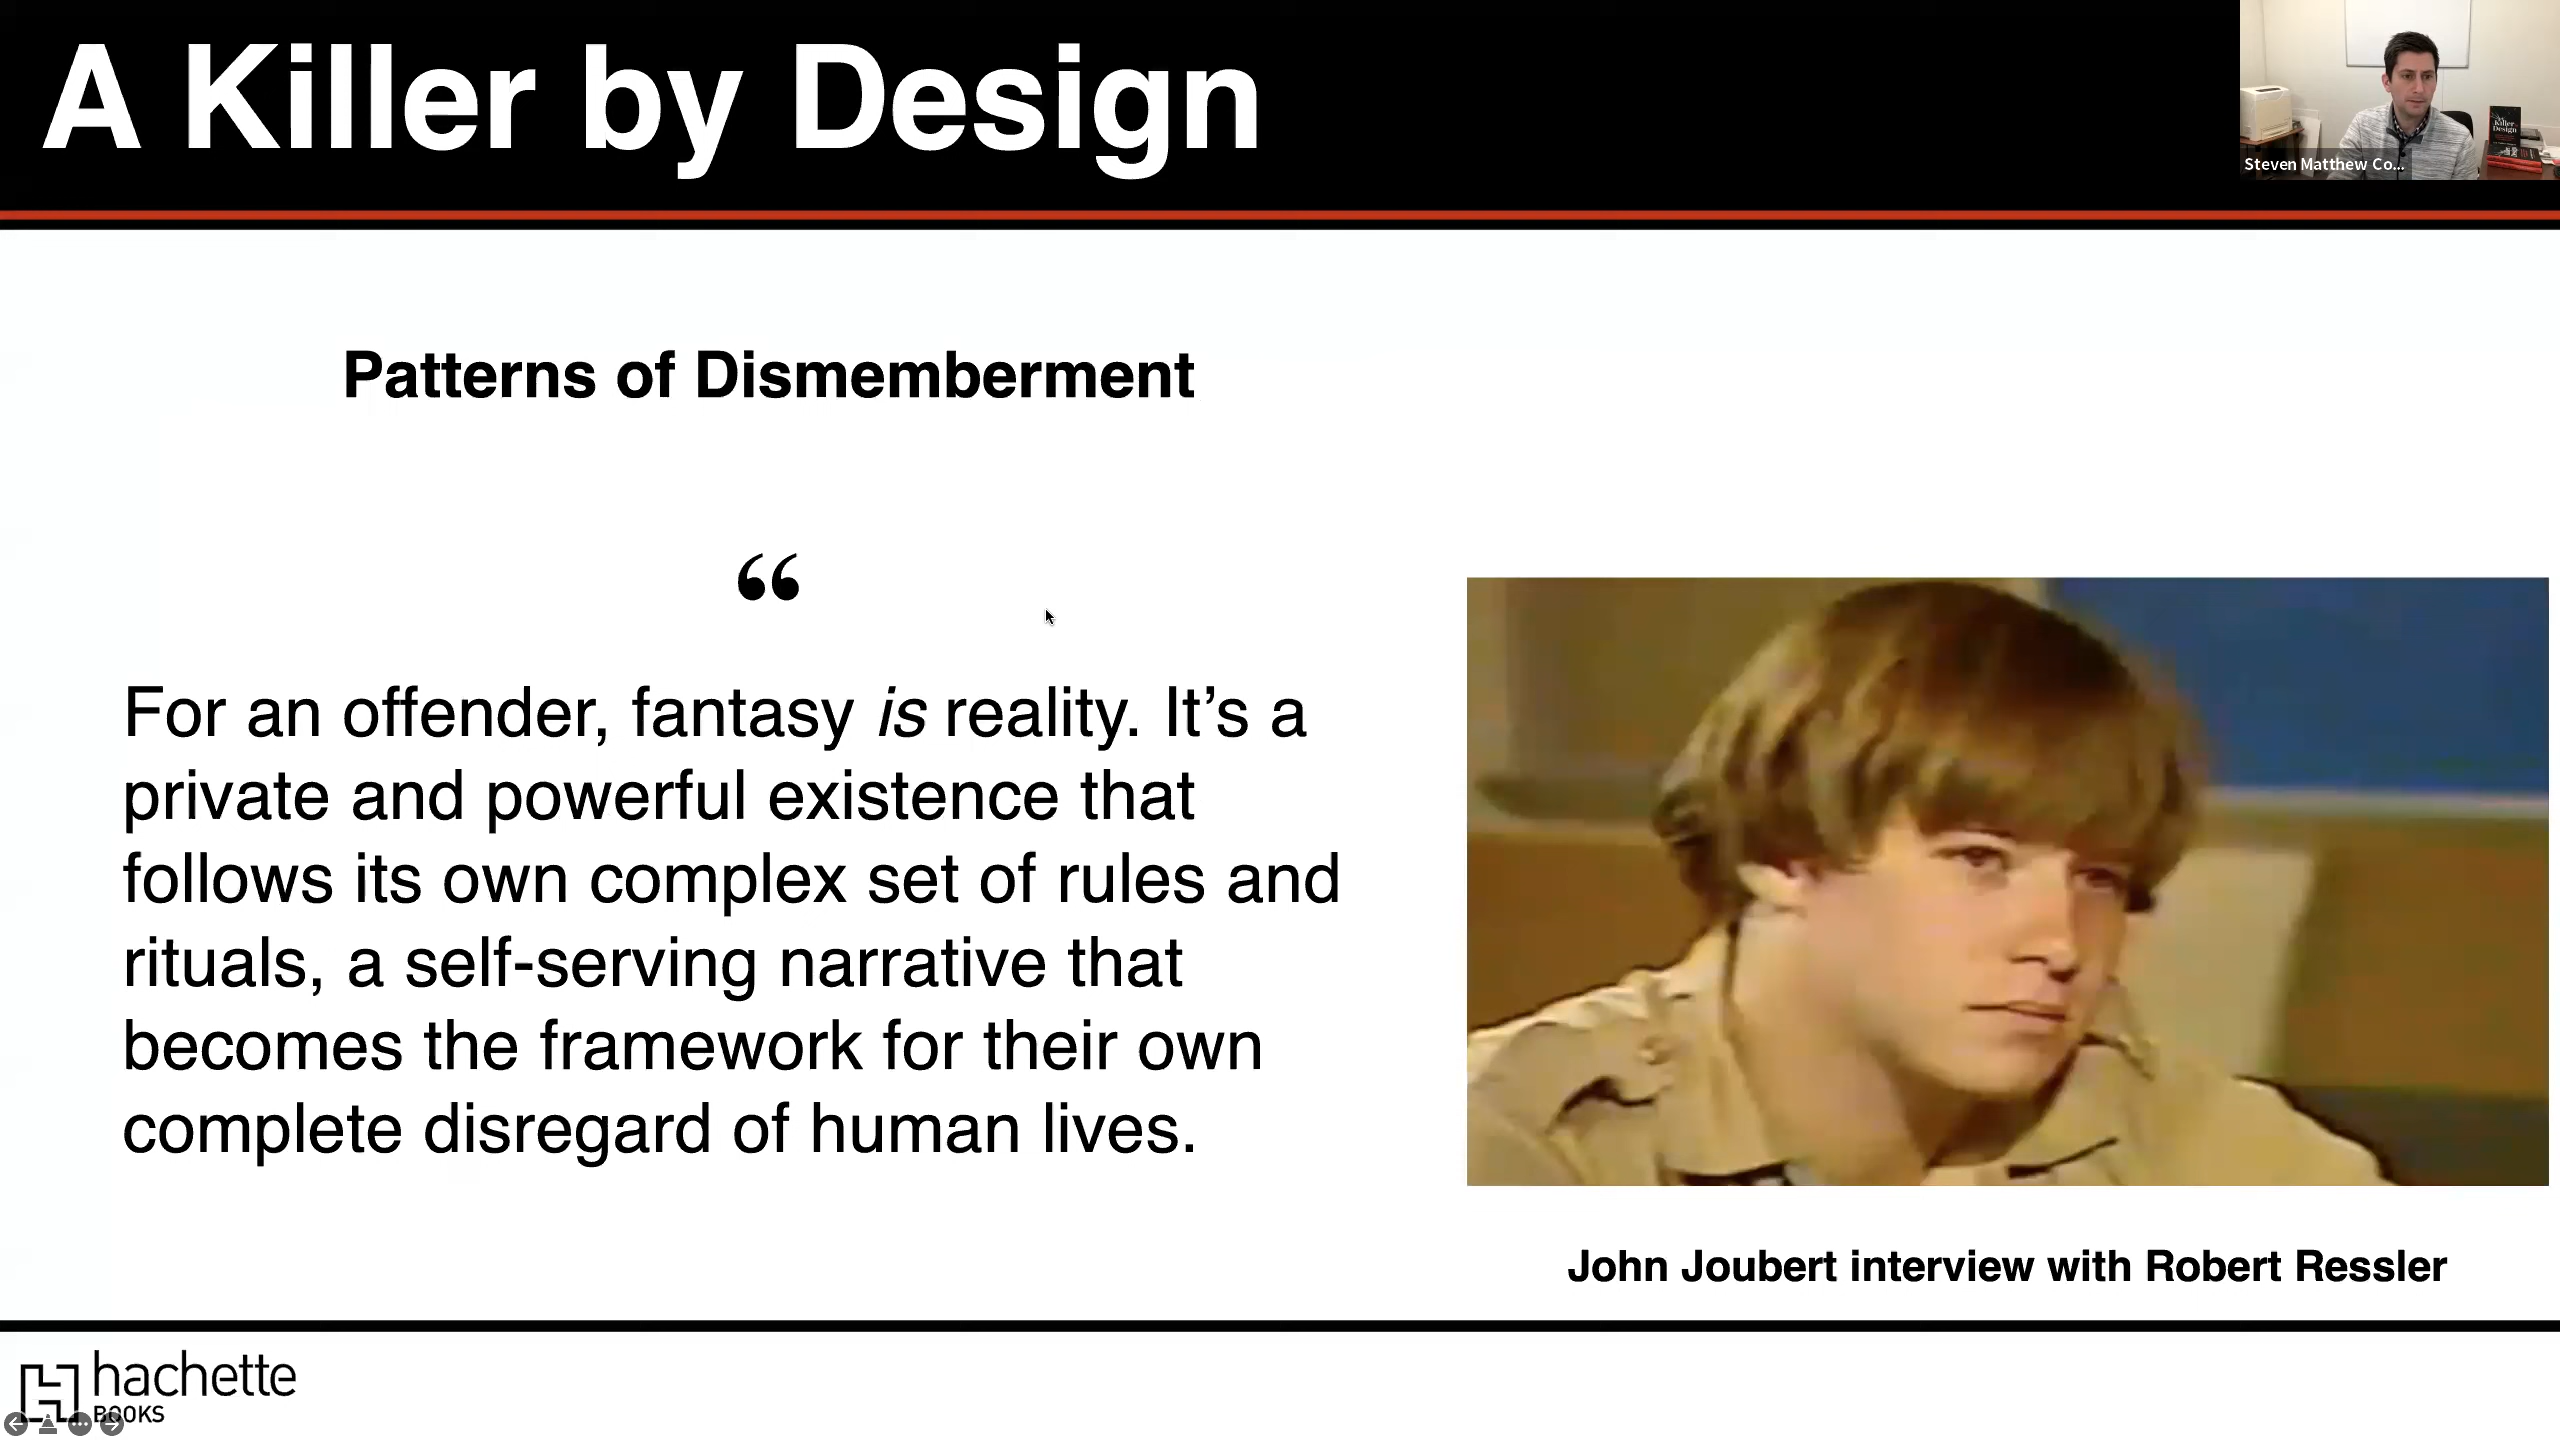 A Killer by Design
Steven Matthew Co...
Killer
Design
Patterns of Dismemberment
“
For an offender, fantasy is reality. It’s a
private and powerful existence that
follows its own complex set of rules and
rituals, a self-serving narrative that
becomes the framework for their own
complete disregard of human lives.
John Joubert interview with Robert Ressler
hachette
BOOKS